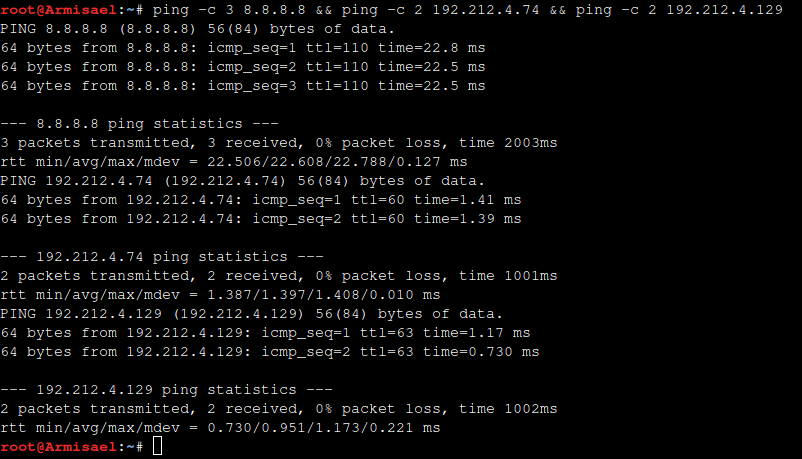 root@Armisael:~# ping -c 3 8.8.8.8 && ping -c 2 192.212.4.74 && ping -c 2 192.212.4.129
PING 8.8.8.8 (8.8.8.8) 56(84) bytes of data.
64 bytes from 8.8.8.8: icmp_seq=1 ttl=110 time=22.8 ms
64 bytes from 8.8.8.8: icmp_seq=2 ttl=110 time=22.5 ms
64 bytes from 8.8.8.8: icmp_seq=3 ttl=110 time=22.5 ms

--- 8.8.8.8 ping statistics ---
3 packets transmitted, 3 received, 0% packet loss, time 2003ms
rtt min/avg/max/mdev = 22.506/22.608/22.788/0.127 ms
PING 192.212.4.74 (192.212.4.74) 56(84) bytes of data.
64 bytes from 192.212.4.74: icmp_seq=1 ttl=60 time=1.41 ms
64 bytes from 192.212.4.74: icmp_seq=2 ttl=60 time=1.39 ms

--- 192.212.4.74 ping statistics ---
2 packets transmitted, 2 received, 0% packet loss, time 1001ms
rtt min/avg/max/mdev = 1.387/1.397/1.408/0.010 ms
PING 192.212.4.129 (192.212.4.129) 56(84) bytes of data.
64 bytes from 192.212.4.129: icmp_seq=1 ttl=63 time=1.17 ms
64 bytes from 192.212.4.129: icmp_seq=2 ttl=63 time=0.730 ms

--- 192.212.4.129 ping statistics ---
2 packets transmitted, 2 received, 0% packet loss, time 1002ms
rtt min/avg/max/mdev = 0.730/0.951/1.173/0.221 ms
root@Armisael:~#